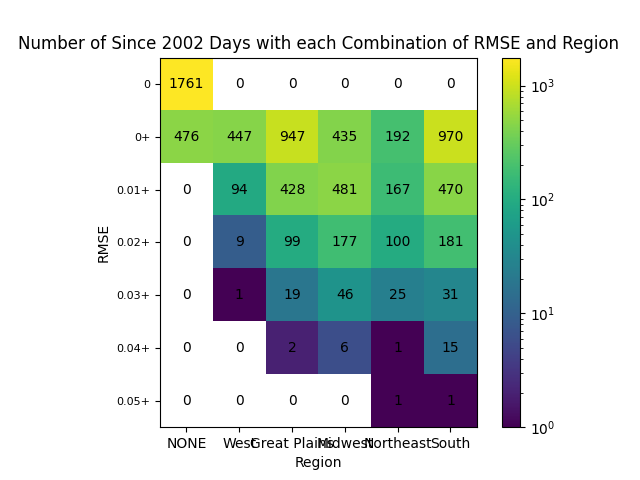 Number of Since 2002 Days with each Combination of RMSE and Region
0 1761 0 0 0 0 0
0+ 476 447 947 435 192 970
0.01+ 0 94 428 481 167 470
0.02+ 0 9 99 177 100 181
0.03+ 0 1 19 46 25 31
0.04+ 0 0 2 6 1 15
0.05+ 0 0 0 0 1 1
RMSE
NONE West Great Plains Midwest Northeast South
Region
10³
10²
10¹
10⁰